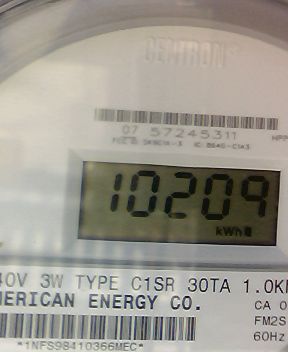 CENTRON
07 57245311
10209
kWh
40V 3W TYPE C1SR 30TA 1.0K
MERICAN ENERGY CO.
CA 0
FM2S
60Hz
*1NFS98410366MEC*